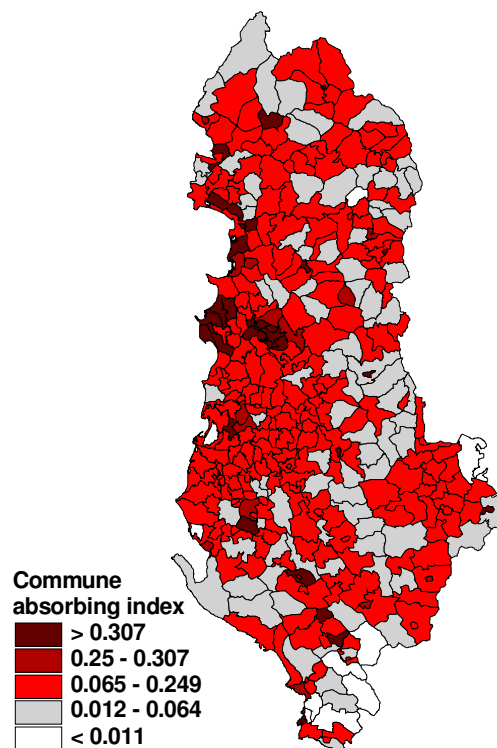 Commune
absorbing index
> 0.307
0.25 - 0.307
0.065 - 0.249
0.012 - 0.064
< 0.011